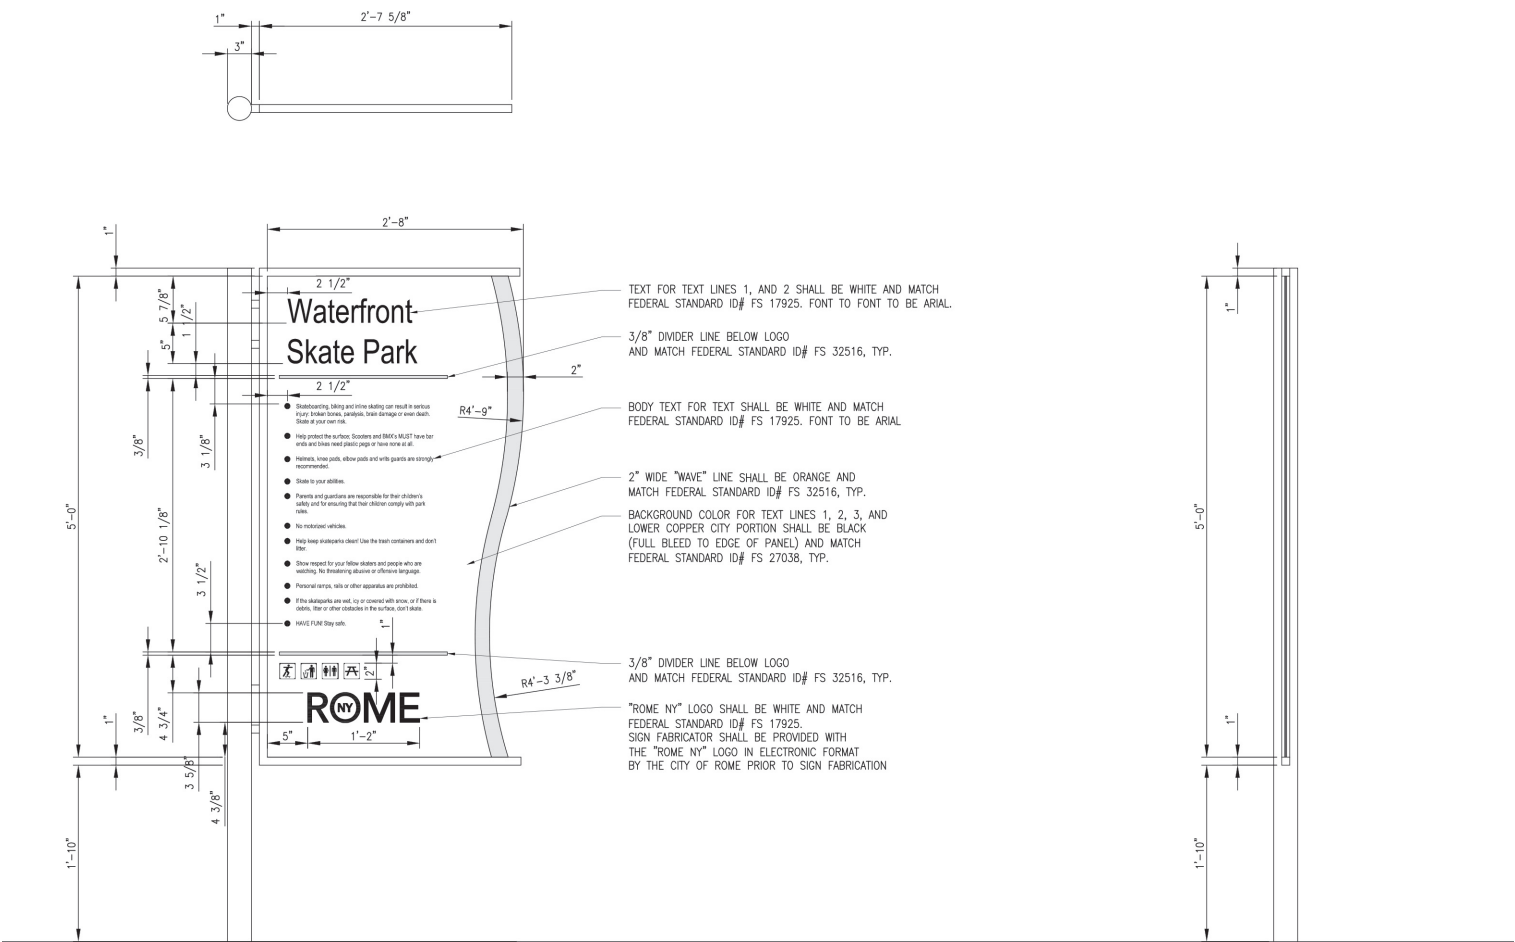 1"
2'-7 5/8"
3"
2'-8"
1"
2 1/2"
5 7/8"
1 1/2"
5"
Waterfront
Skate Park
TEXT FOR TEXT LINES 1, AND 2 SHALL BE WHITE AND MATCH
FEDERAL STANDARD ID# FS 17925. FONT TO FONT TO BE ARIAL.
3/8" DIVIDER LINE BELOW LOGO
AND MATCH FEDERAL STANDARD ID# FS 32516, TYP.
2"
2 1/2"
R4'-9"
3/8"
3 1/8"
Skateboarding, biking and inline skating can result in serious
injury: broken bones, paralysis, brain damage or even death.
Skate at your own risk.
Help protect the surface; Scooters and BMX's MUST have bar
ends and bikes need plastic pegs or have none at all.
Helmets, knee pads, elbow pads and writs guards are strongly
recommended.
Skate to your abilities.
Parents and guardians are responsible for their children's
safety and for ensuring that their children comply with park
rules.
No motorized vehicles.
Help keep skateparks clean! Use the trash containers and don't
litter.
Show respect for your fellow skaters and people who are
watching. No threatening abusive or offensive language.
Personal ramps, rails or other apparatus are prohibited.
If the skateparks are wet, icy or covered with snow, or if there is
debris, litter or other obstacles in the surface, don't skate.
HAVE FUN! Stay safe.
BODY TEXT FOR TEXT SHALL BE WHITE AND MATCH
FEDERAL STANDARD ID# FS 17925. FONT TO BE ARIAL
2" WIDE "WAVE" LINE SHALL BE ORANGE AND
MATCH FEDERAL STANDARD ID# FS 32516, TYP.
BACKGROUND COLOR FOR TEXT LINES 1, 2, 3, AND
LOWER COPPER CITY PORTION SHALL BE BLACK
(FULL BLEED TO EDGE OF PANEL) AND MATCH
FEDERAL STANDARD ID# FS 27038, TYP.
5'-0"
2'-10 1/8"
3 1/2"
1"
2"
3/8" DIVIDER LINE BELOW LOGO
AND MATCH FEDERAL STANDARD ID# FS 32516, TYP.
R4'-3 3/8"
ROME
NY
"ROME NY" LOGO SHALL BE WHITE AND MATCH
FEDERAL STANDARD ID# FS 17925.
SIGN FABRICATOR SHALL BE PROVIDED WITH
THE "ROME NY" LOGO IN ELECTRONIC FORMAT
BY THE CITY OF ROME PRIOR TO SIGN FABRICATION
1"
3/8"
4 3/4"
5"
1'-2"
3 5/8"
4 3/8"
1'-10"
1"
5'-0"
1"
1'-10"